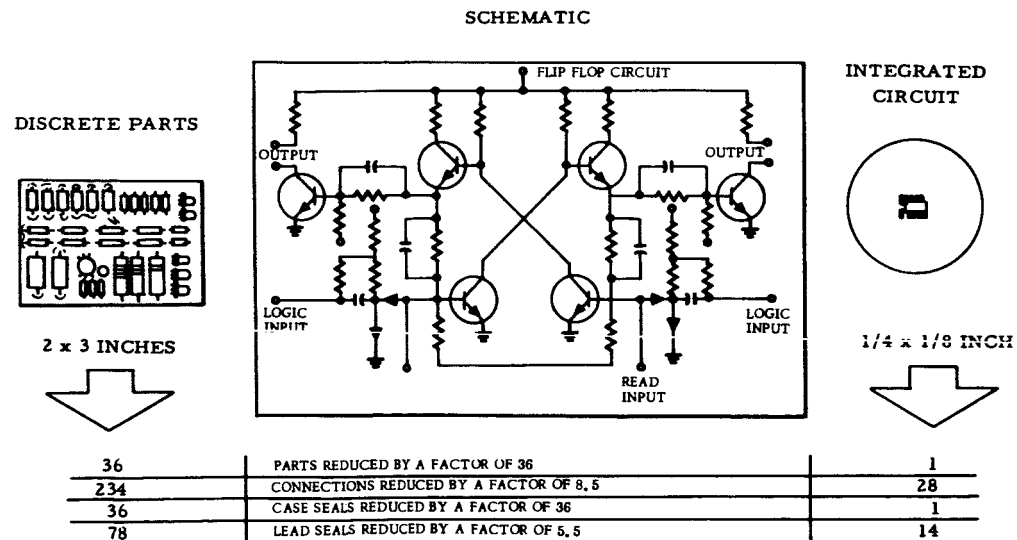 SCHEMATIC
DISCRETE PARTS
FLIP FLOP CIRCUIT
INTEGRATED
CIRCUIT
OUTPUT
OUTPUT
LOGIC
INPUT
LOGIC
INPUT
READ
INPUT
2 x 3 INCHES
1/4 x 1/8 INCH
36 PARTS REDUCED BY A FACTOR OF 36 1
234 CONNECTIONS REDUCED BY A FACTOR OF 8.5 28
36 CASE SEALS REDUCED BY A FACTOR OF 36 1
78 LEAD SEALS REDUCED BY A FACTOR OF 5.5 14